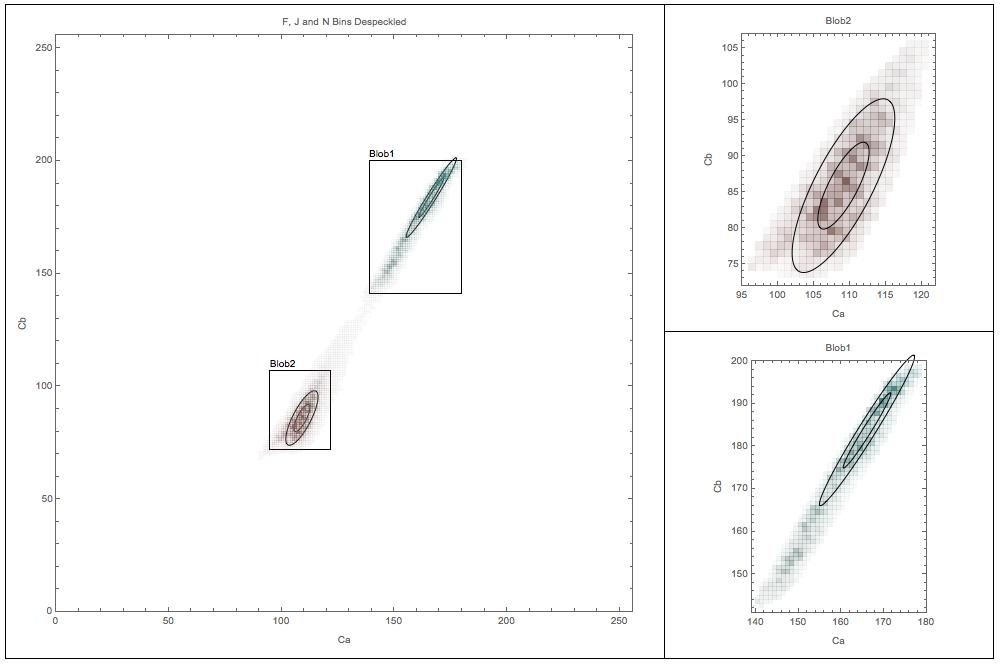 F, J and N Bins Despeckled
250
200
150
100
50
0
Cb
Blob1
Blob2
0 50 100 150 200 250
Ca
Blob2
105
100
95
90
85
80
75
Cb
95 100 105 110 115 120
Ca
Blob1
200
190
180
170
160
150
Cb
140 150 160 170 180
Ca